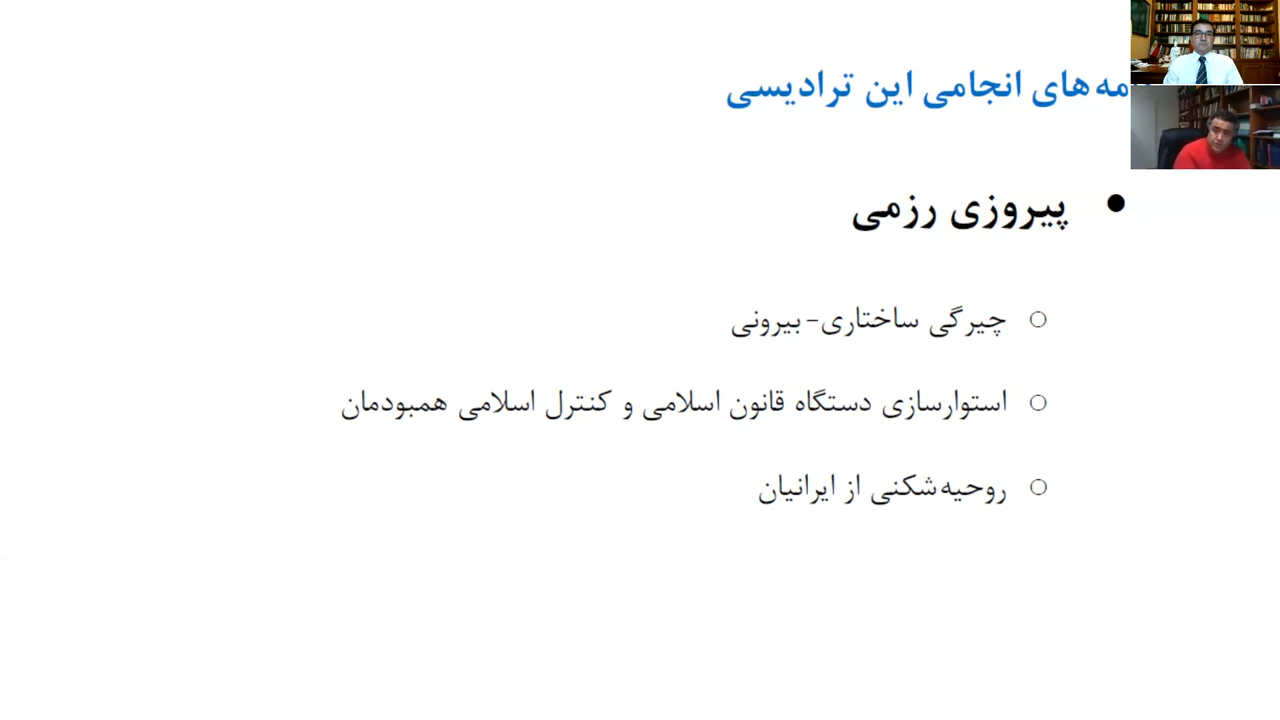 های انجامی این ترادیسی
• پیروزی رزمی
○ چیرگی ساختاری-بیرونی
○ استوارسازی دستگاه قانون اسلامی و کنترل اسلامی همبودمان
○ روحیه‌شکنی از ایرانیان